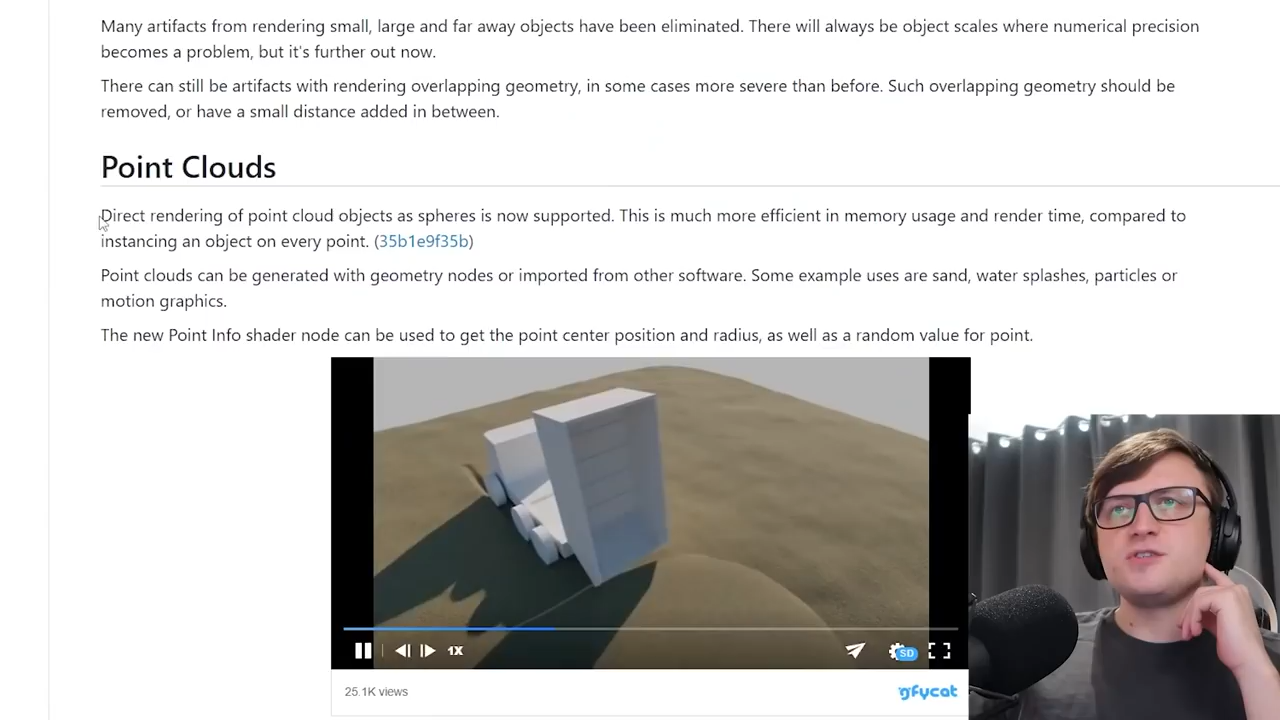 Many artifacts from rendering small, large and far away objects have been eliminated. There will always be object scales where numerical precision
becomes a problem, but it's further out now.
There can still be artifacts with rendering overlapping geometry, in some cases more severe than before. Such overlapping geometry should be
removed, or have a small distance added in between.
Point Clouds
Direct rendering of point cloud objects as spheres is now supported. This is much more efficient in memory usage and render time, compared to
instancing an object on every point. (35b1e9f35b)
Point clouds can be generated with geometry nodes or imported from other software. Some example uses are sand, water splashes, particles or
motion graphics.
The new Point Info shader node can be used to get the point center position and radius, as well as a random value for point.
1X
SD
25.1K views
gfycat